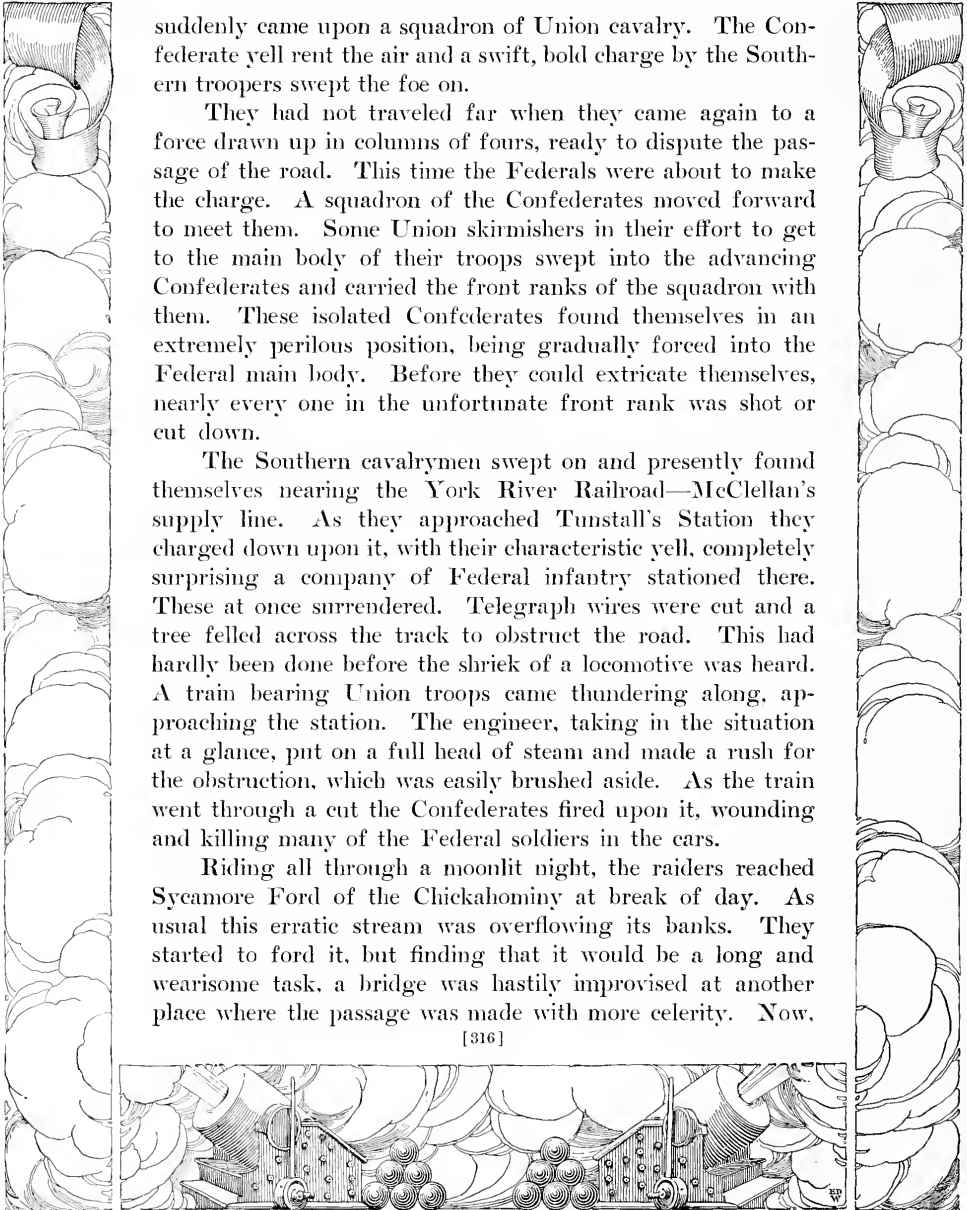 suddenly came upon a squadron of Union cavalry. The Con-
federate yell rent the air and a swift, bold charge by the South-
ern troopers swept the foe on.
They had not traveled far when they came again to a
force drawn up in columns of fours, ready to dispute the pas-
sage of the road. This time the Federals were about to make
the charge. A squadron of the Confederates moved forward
to meet them. Some Union skirmishers in their effort to get
to the main body of their troops swept into the advancing
Confederates and carried the front ranks of the squadron with
them. These isolated Confederates found themselves in an
extremely perilous position, being gradually forced into the
Federal main body. Before they could extricate themselves,
nearly every one in the unfortunate front rank was shot or
cut down.
The Southern cavalrymen swept on and presently found
themselves nearing the York River Railroad—McClellan's
supply line. As they approached Tunstall's Station they
charged down upon it, with their characteristic yell, completely
surprising a company of Federal infantry stationed there.
These at once surrendered. Telegraph wires were cut and a
tree felled across the track to obstruct the road. This had
hardly been done before the shriek of a locomotive was heard.
A train bearing Union troops came thundering along, ap-
proaching the station. The engineer, taking in the situation
at a glance, put on a full head of steam and made a rush for
the obstruction, which was easily brushed aside. As the train
went through a cut the Confederates fired upon it, wounding
and killing many of the Federal soldiers in the cars.
Riding all through a moonlit night, the raiders reached
Sycamore Ford of the Chickahominy at break of day. As
usual this erratic stream was overflowing its banks. They
started to ford it, but finding that it would be a long and
wearisome task, a bridge was hastily improvised at another
place where the passage was made with more celerity. Now,
[316]
ED
W